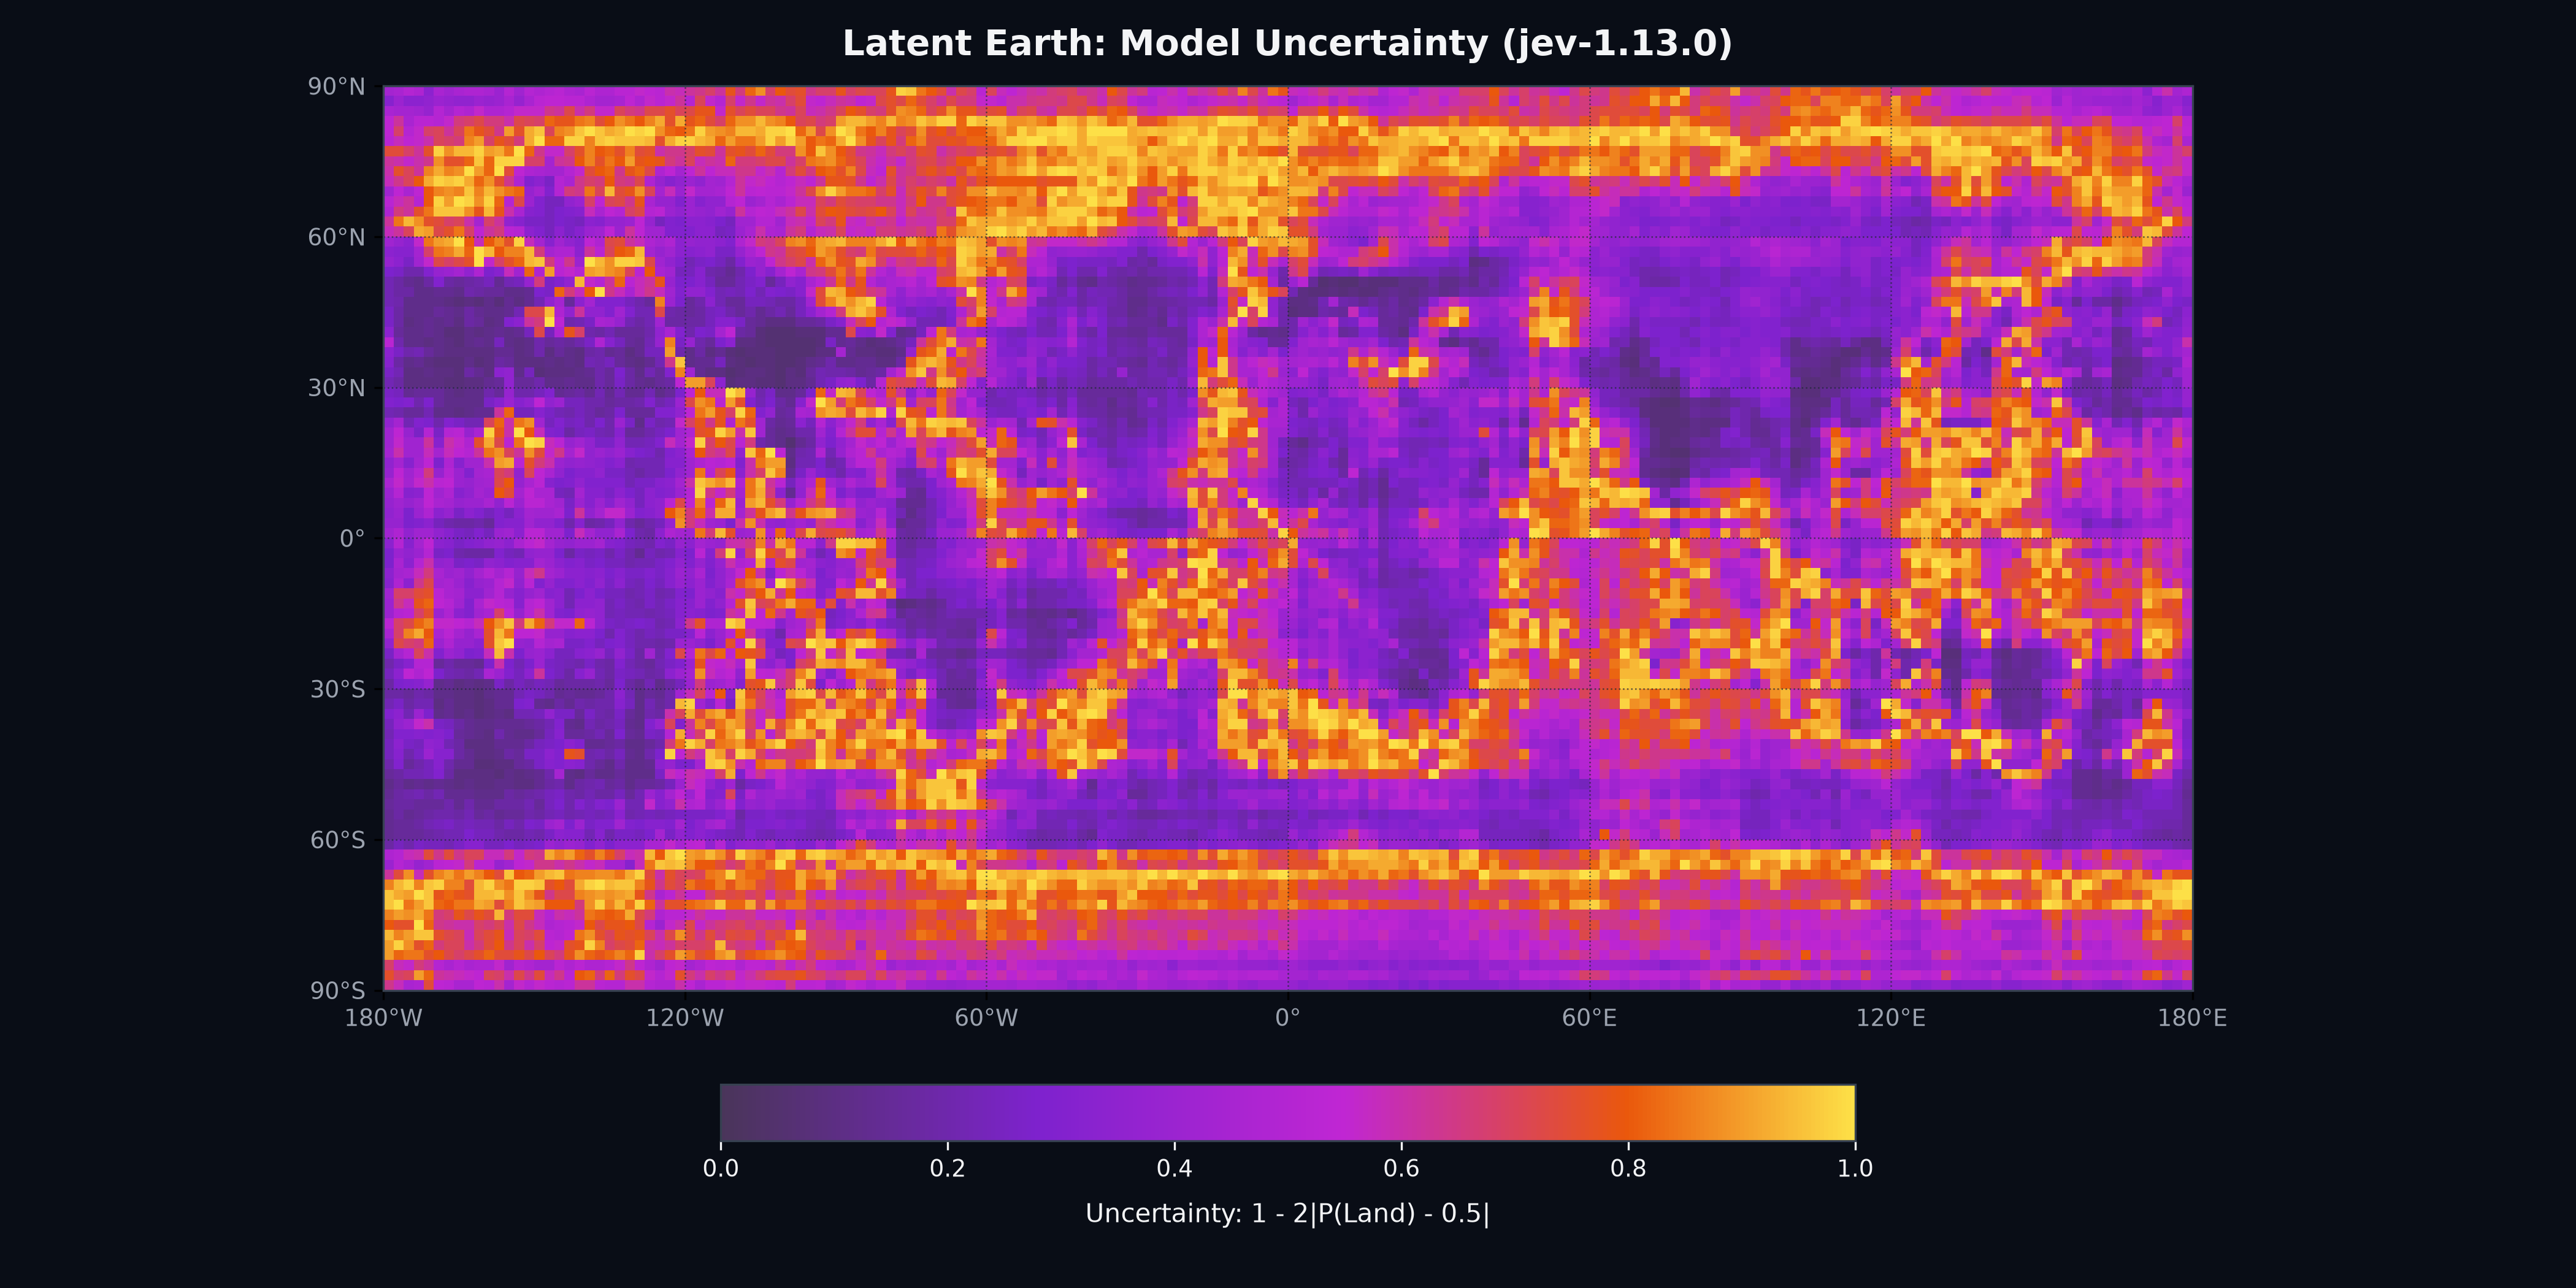 Latent Earth: Model Uncertainty (jev-1.13.0)
90°N
60°N
30°N
0°
30°S
60°S
90°S
180°W 120°W 60°W 0° 60°E 120°E 180°E
0.0 0.2 0.4 0.6 0.8 1.0
Uncertainty: 1 - 2|P(Land) - 0.5|